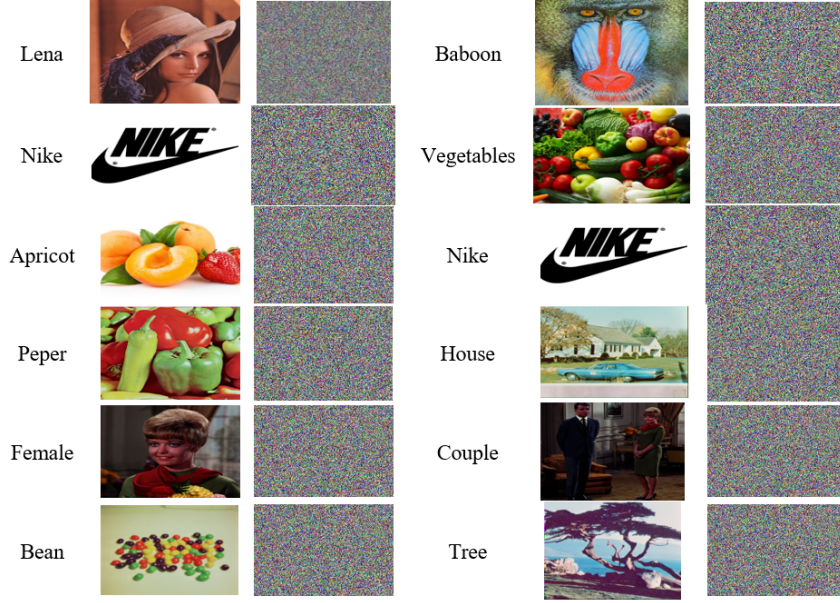 Lena
Baboon
Nike
NIKE
Vegetables
Apricot
Nike
NIKE
Peper
House
Female
Couple
Bean
Tree